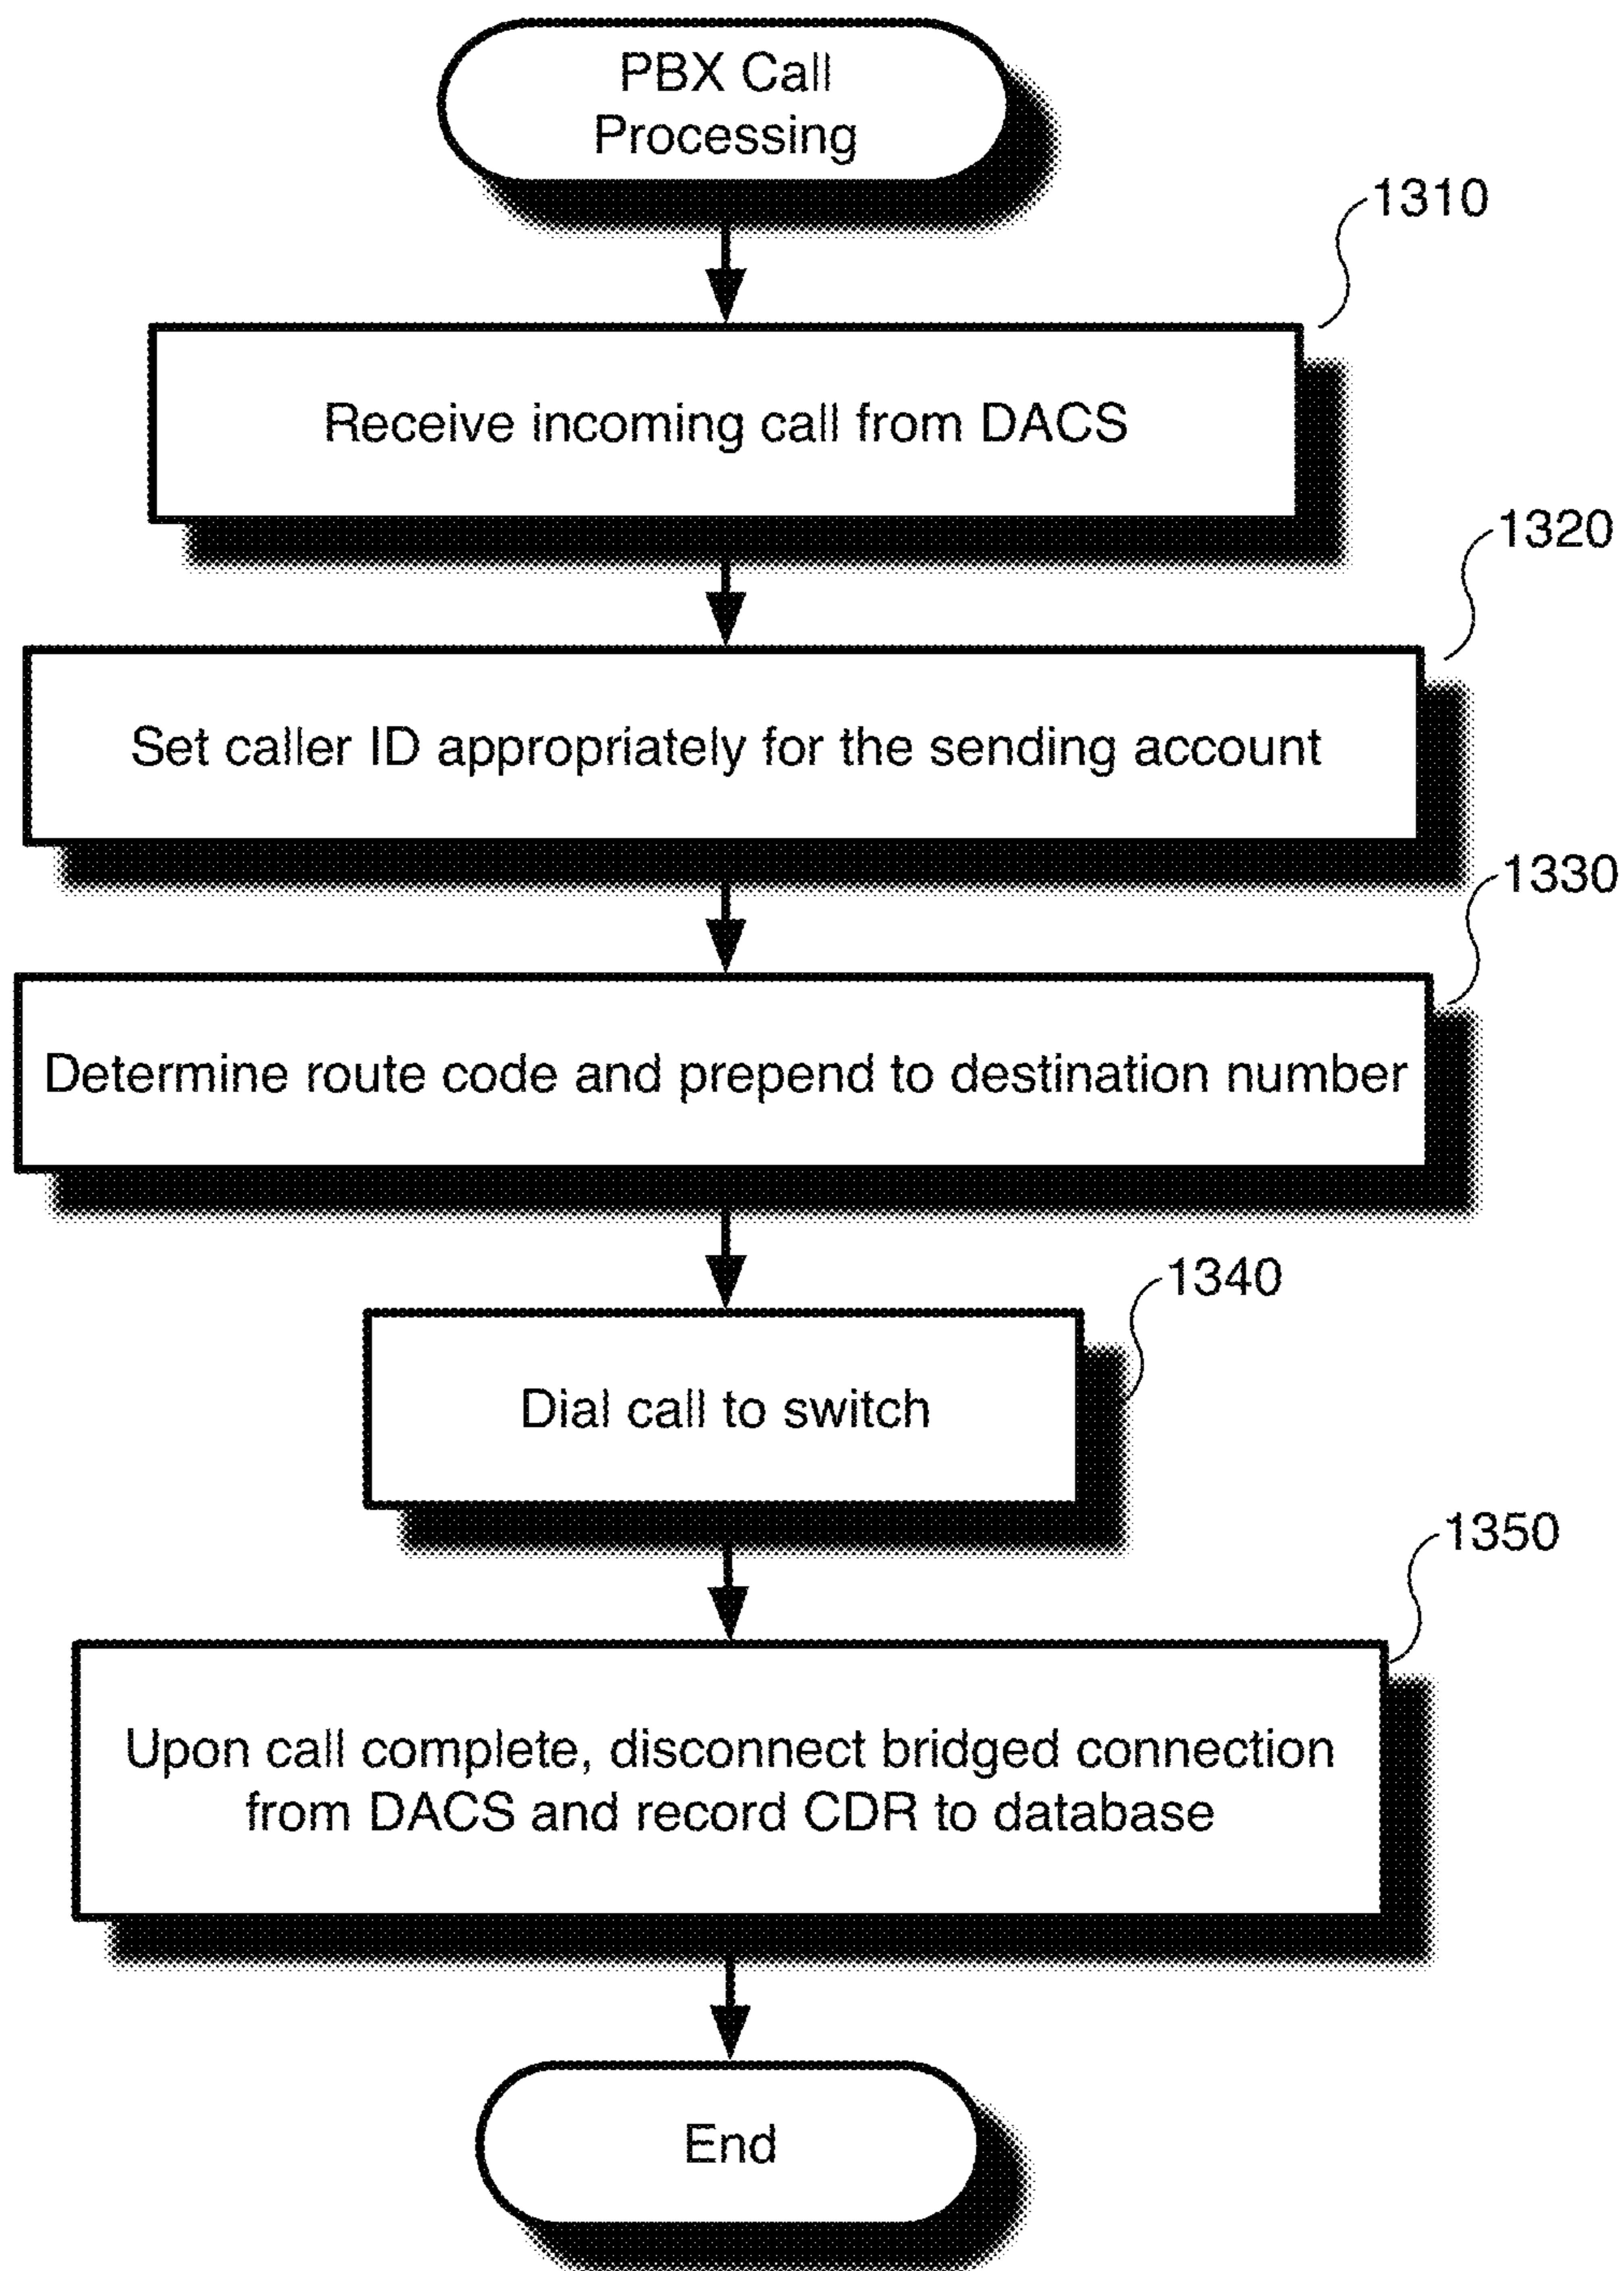 PBX Call
Processing
1310
Receive incoming call from DACS
1320
Set caller ID appropriately for the sending account
1330
Determine route code and prepend to destination number
1340
Dial call to switch
1350
Upon call complete, disconnect bridged connection
from DACS and record CDR to database
End